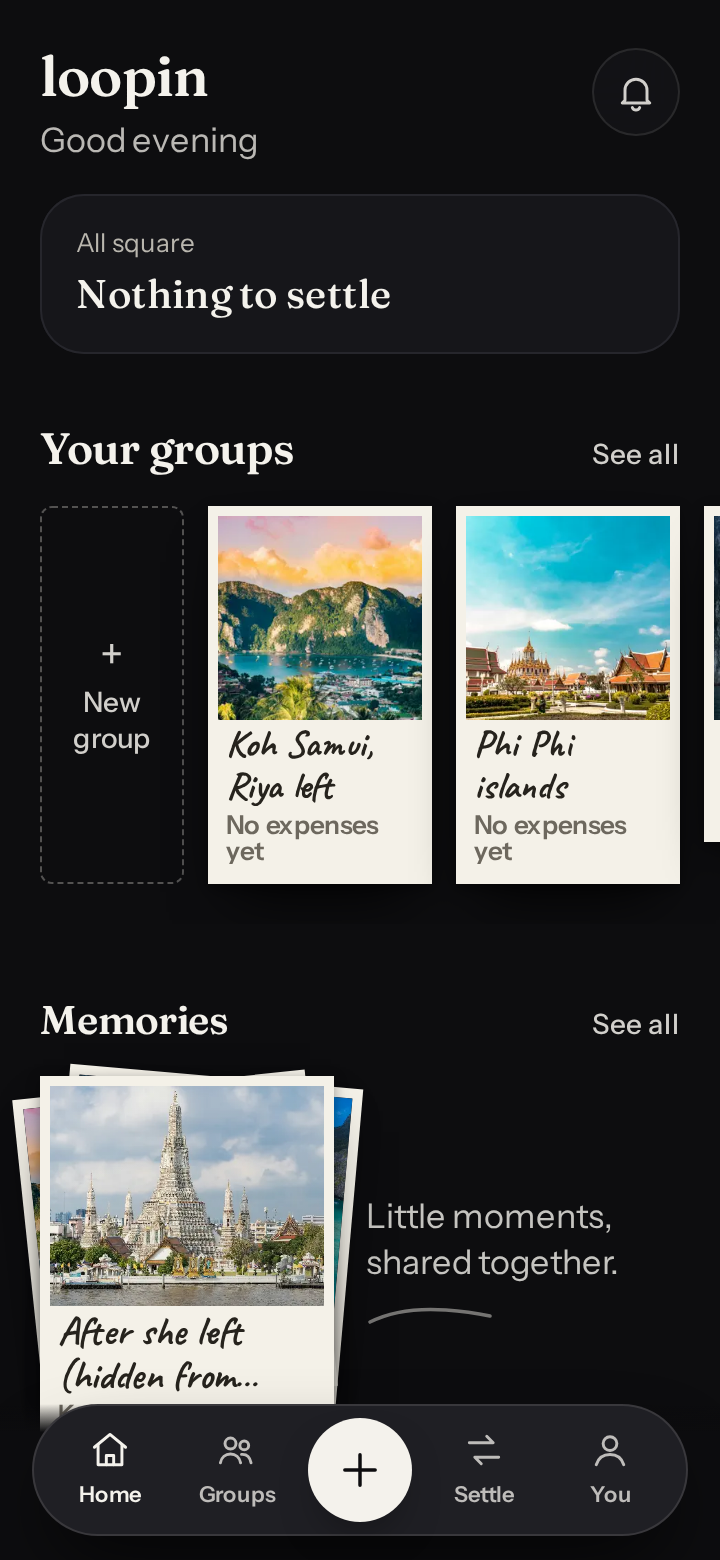 loopin
Good evening
All square
Nothing to settle
Your groups
See all
+
New
group
Koh Samui,
Riya left
No expenses
yet
Phi Phi
islands
No expenses
yet
Memories
See all
After she left
(hidden from...
Little moments,
shared together.
Home
Groups
Settle
You